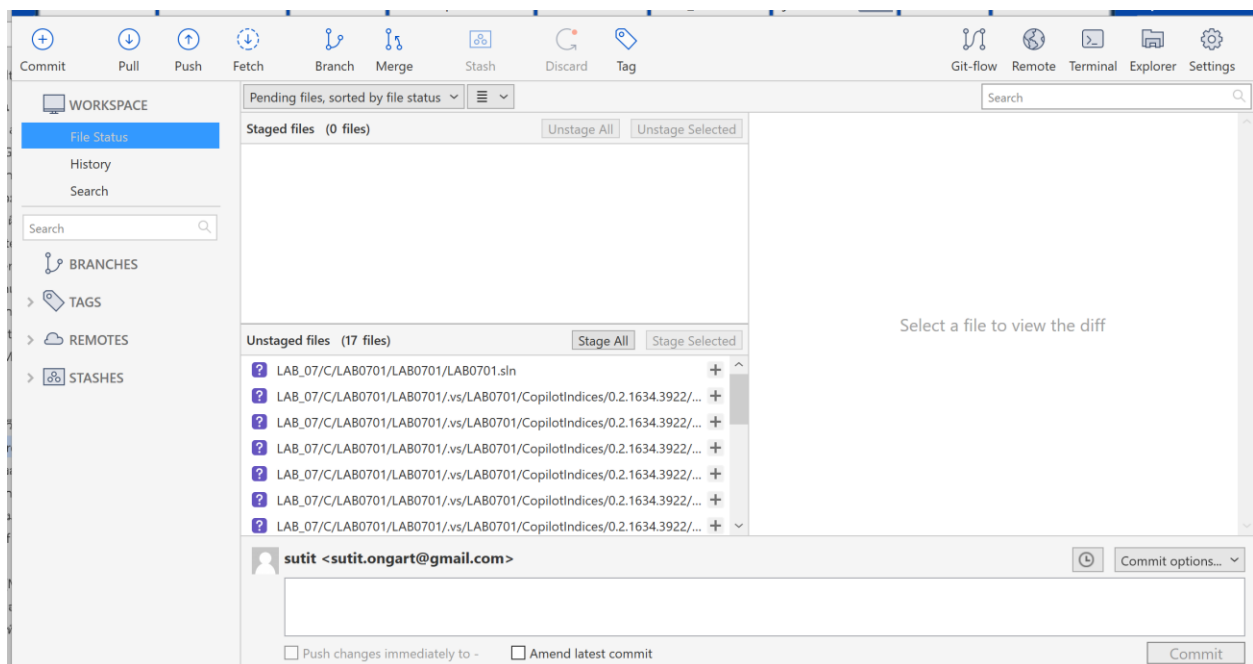 Commit Pull Push Fetch Branch Merge Stash Discard Tag Git-flow Remote Terminal Explorer Settings
WORKSPACE
File Status
History
Search
Search
BRANCHES
TAGS
REMOTES
STASHES
Pending files, sorted by file status
Search
Staged files (0 files) Unstage All Unstage Selected
Select a file to view the diff
Unstaged files (17 files) Stage All Stage Selected
LAB_07/C/LAB0701/LAB0701/LAB0701.sln
LAB_07/C/LAB0701/LAB0701/.vs/LAB0701/CopilotIndices/0.2.1634.3922/...
LAB_07/C/LAB0701/LAB0701/.vs/LAB0701/CopilotIndices/0.2.1634.3922/...
LAB_07/C/LAB0701/LAB0701/.vs/LAB0701/CopilotIndices/0.2.1634.3922/...
LAB_07/C/LAB0701/LAB0701/.vs/LAB0701/CopilotIndices/0.2.1634.3922/...
LAB_07/C/LAB0701/LAB0701/.vs/LAB0701/CopilotIndices/0.2.1634.3922/...
LAB_07/C/LAB0701/LAB0701/.vs/LAB0701/CopilotIndices/0.2.1634.3922/...
sutit <sutit.ongart@gmail.com>
Commit options...
Push changes immediately to - Amend latest commit
Commit